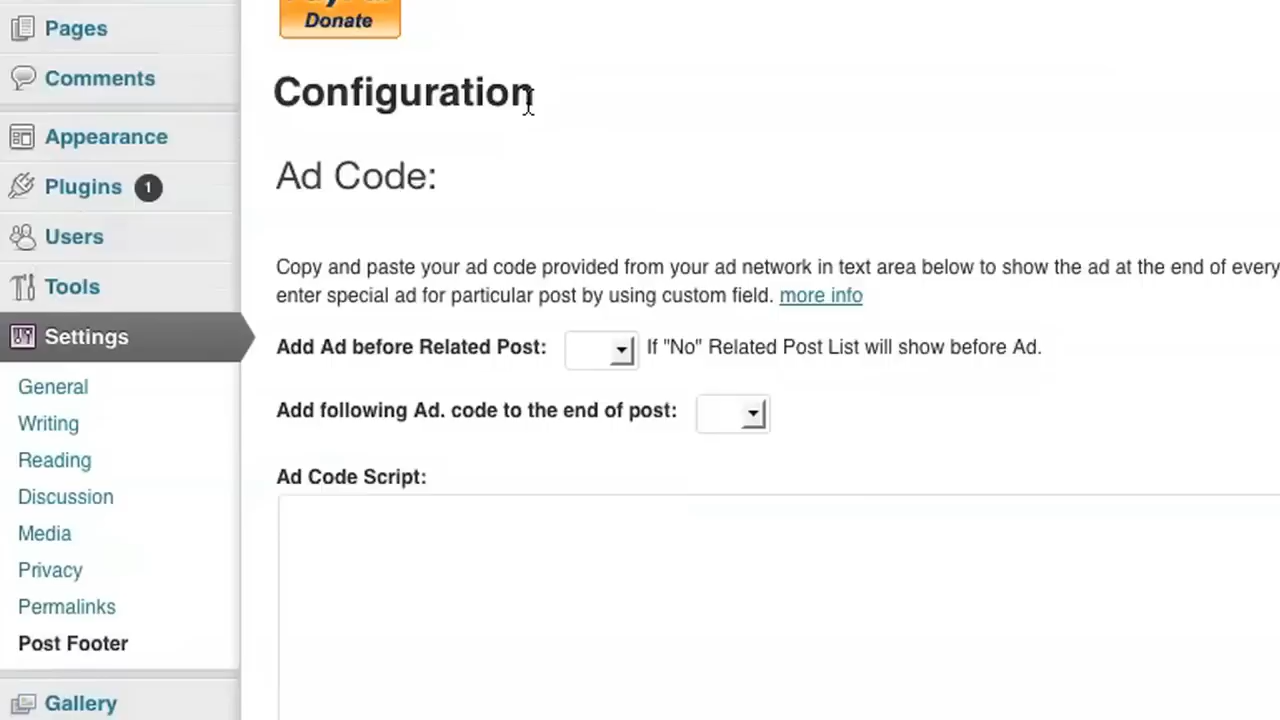 Pages
Comments
Appearance
Plugins 1
Users
Tools
Settings
General
Writing
Reading
Discussion
Media
Privacy
Permalinks
Post Footer
Gallery
Donate
Configuration
Ad Code:
Copy and paste your ad code provided from your ad network in text area below to show the ad at the end of every
enter special ad for particular post by using custom field. more info
Add Ad before Related Post: If "No" Related Post List will show before Ad.
Add following Ad. code to the end of post:
Ad Code Script: